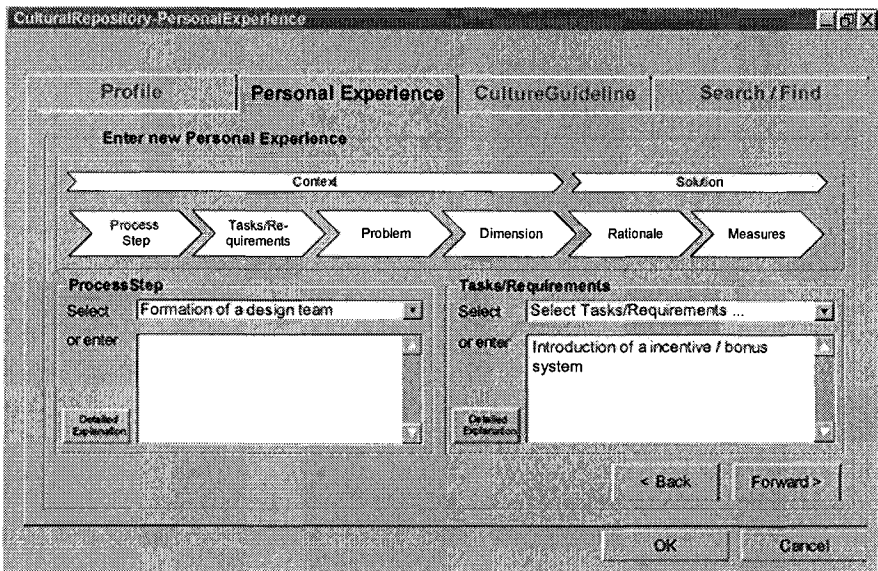 CulturalRepository-PersonalExperience
Profile
Personal Experience
CultureGuideline
Search / Find
Enter new Personal Experience
Context
Solution
Process
Step
Tasks/Re-
quirements
Problem
Dimension
Rationale
Measures
ProcessStep
Select
Formation of a design team
or enter
Detailed
Explanation
Tasks/Requirements
Select
Select Tasks/Requirements ...
or enter
Introduction of a incentive / bonus
system
Detailed
Explanation
< Back
Forward >
OK
Cancel